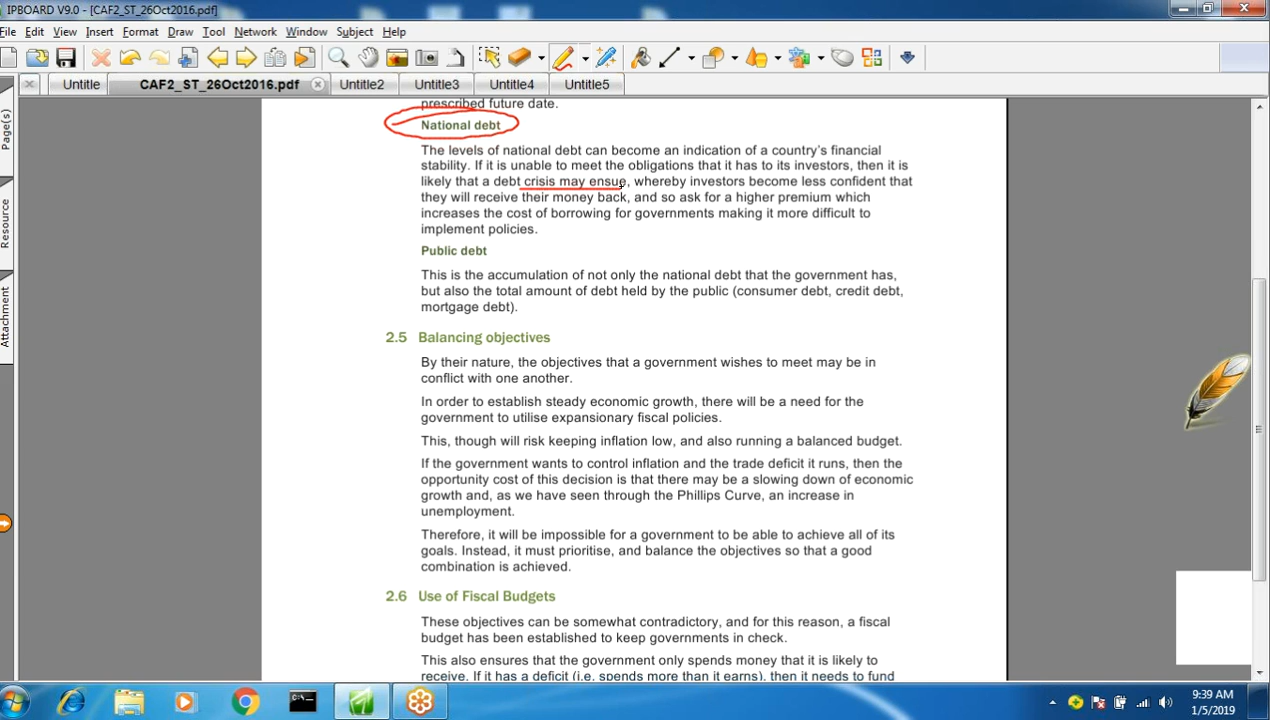 IPBOARD V9.0 - [CAF2_ST_26Oct2016.pdf]
File Edit View Insert Format Draw Tool Network Window Subject Help
Untitle CAF2_ST_26Oct2016.pdf Untitle2 Untitle3 Untitle4 Untitle5
Page(s)
Resource
Attachment
prescribed future date.
National debt
The levels of national debt can become an indication of a country's financial
stability. If it is unable to meet the obligations that it has to its investors, then it is
likely that a debt crisis may ensue, whereby investors become less confident that
they will receive their money back, and so ask for a higher premium which
increases the cost of borrowing for governments making it more difficult to
implement policies.
Public debt
This is the accumulation of not only the national debt that the government has,
but also the total amount of debt held by the public (consumer debt, credit debt,
mortgage debt).
2.5 Balancing objectives
By their nature, the objectives that a government wishes to meet may be in
conflict with one another.
In order to establish steady economic growth, there will be a need for the
government to utilise expansionary fiscal policies.
This, though will risk keeping inflation low, and also running a balanced budget.
If the government wants to control inflation and the trade deficit it runs, then the
opportunity cost of this decision is that there may be a slowing down of economic
growth and, as we have seen through the Phillips Curve, an increase in
unemployment.
Therefore, it will be impossible for a government to be able to achieve all of its
goals. Instead, it must prioritise, and balance the objectives so that a good
combination is achieved.
2.6 Use of Fiscal Budgets
These objectives can be somewhat contradictory, and for this reason, a fiscal
budget has been established to keep governments in check.
This also ensures that the government only spends money that it is likely to
receive. If it has a deficit (i.e. spends more than it earns), then it needs to fund
9:39 AM
1/5/2019